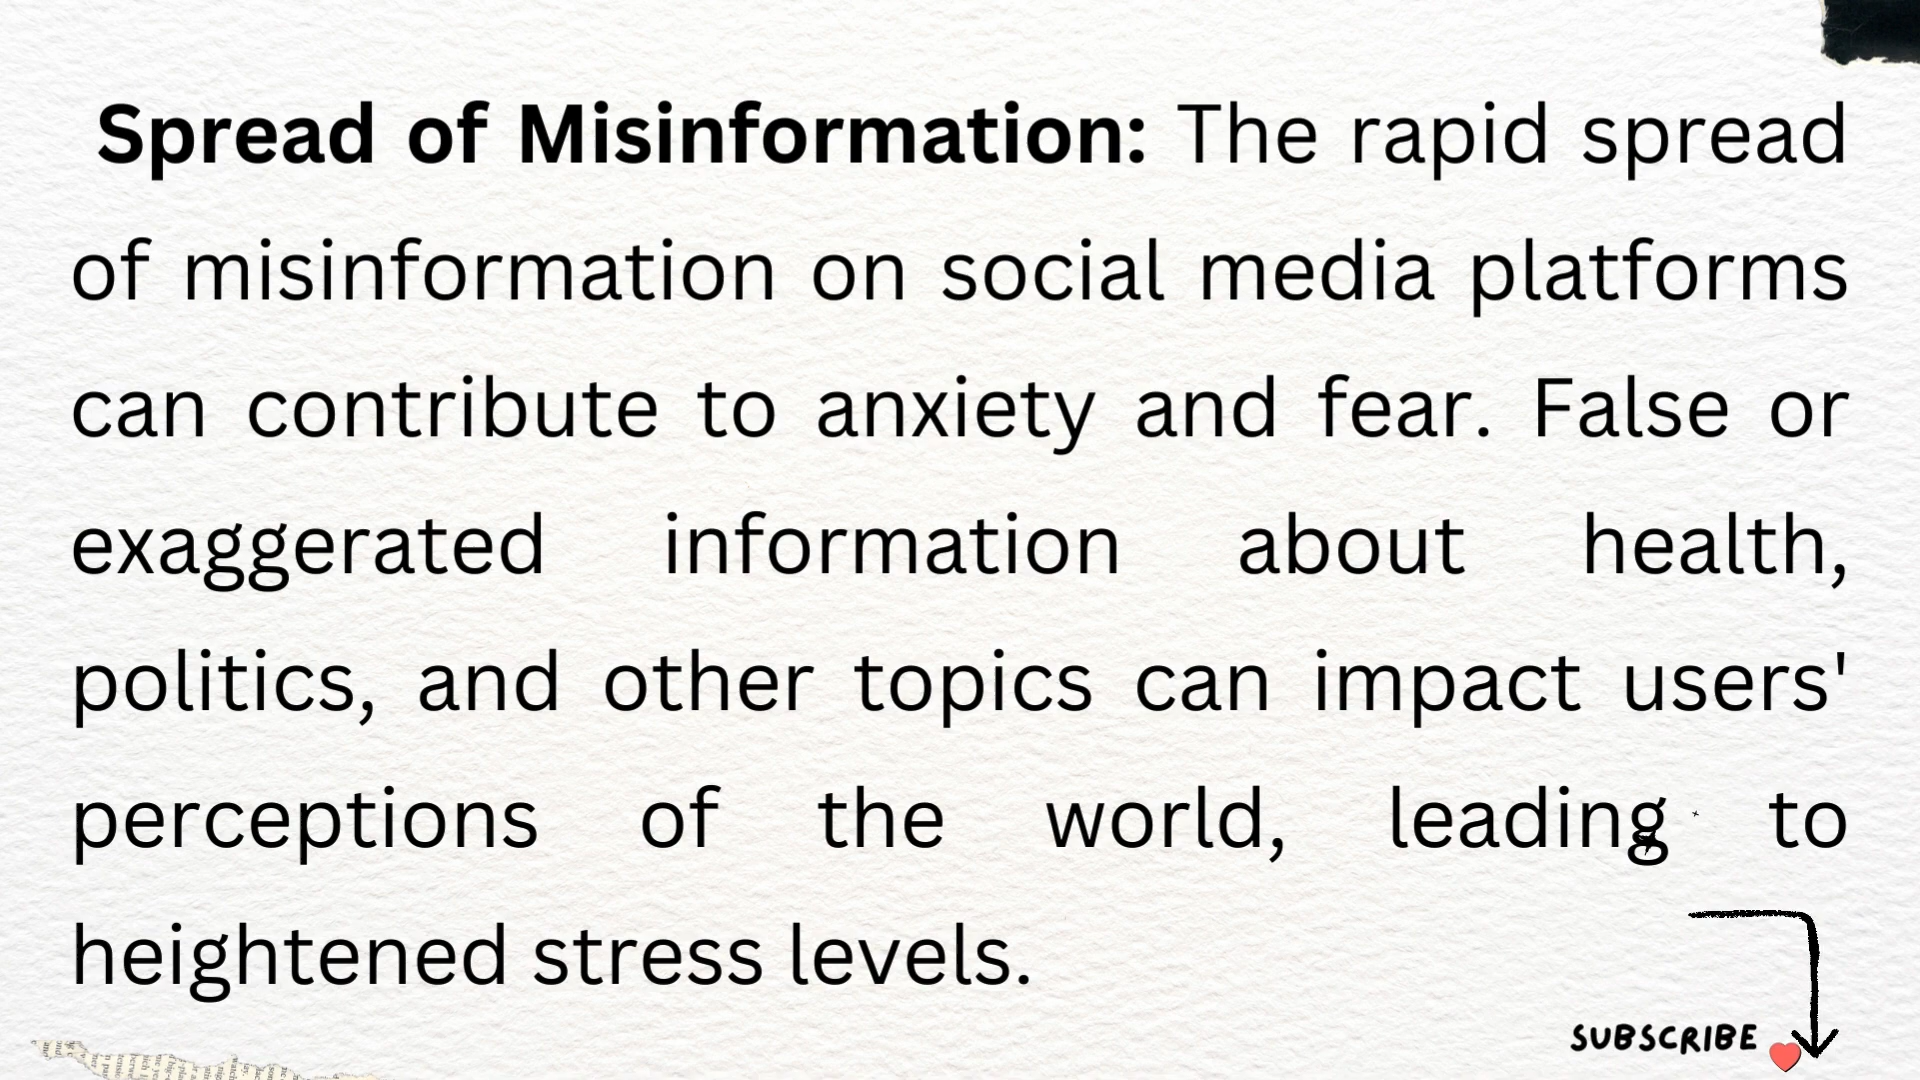 Spread of Misinformation: The rapid spread
of misinformation on social media platforms
can contribute to anxiety and fear. False or
exaggerated information about health,
politics, and other topics can impact users'
perceptions of the world, leading to
heightened stress levels.
SUBSCRIBE